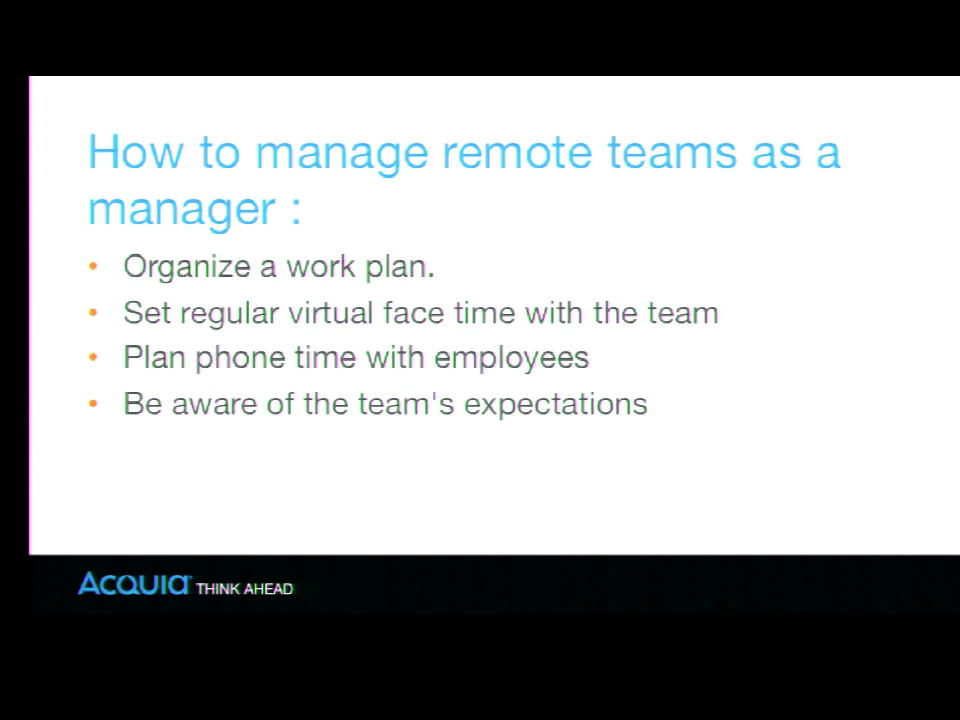 How to manage remote teams as a
manager :
• Organize a work plan.
• Set regular virtual face time with the team
• Plan phone time with employees
• Be aware of the team's expectations
Acquia THINK AHEAD